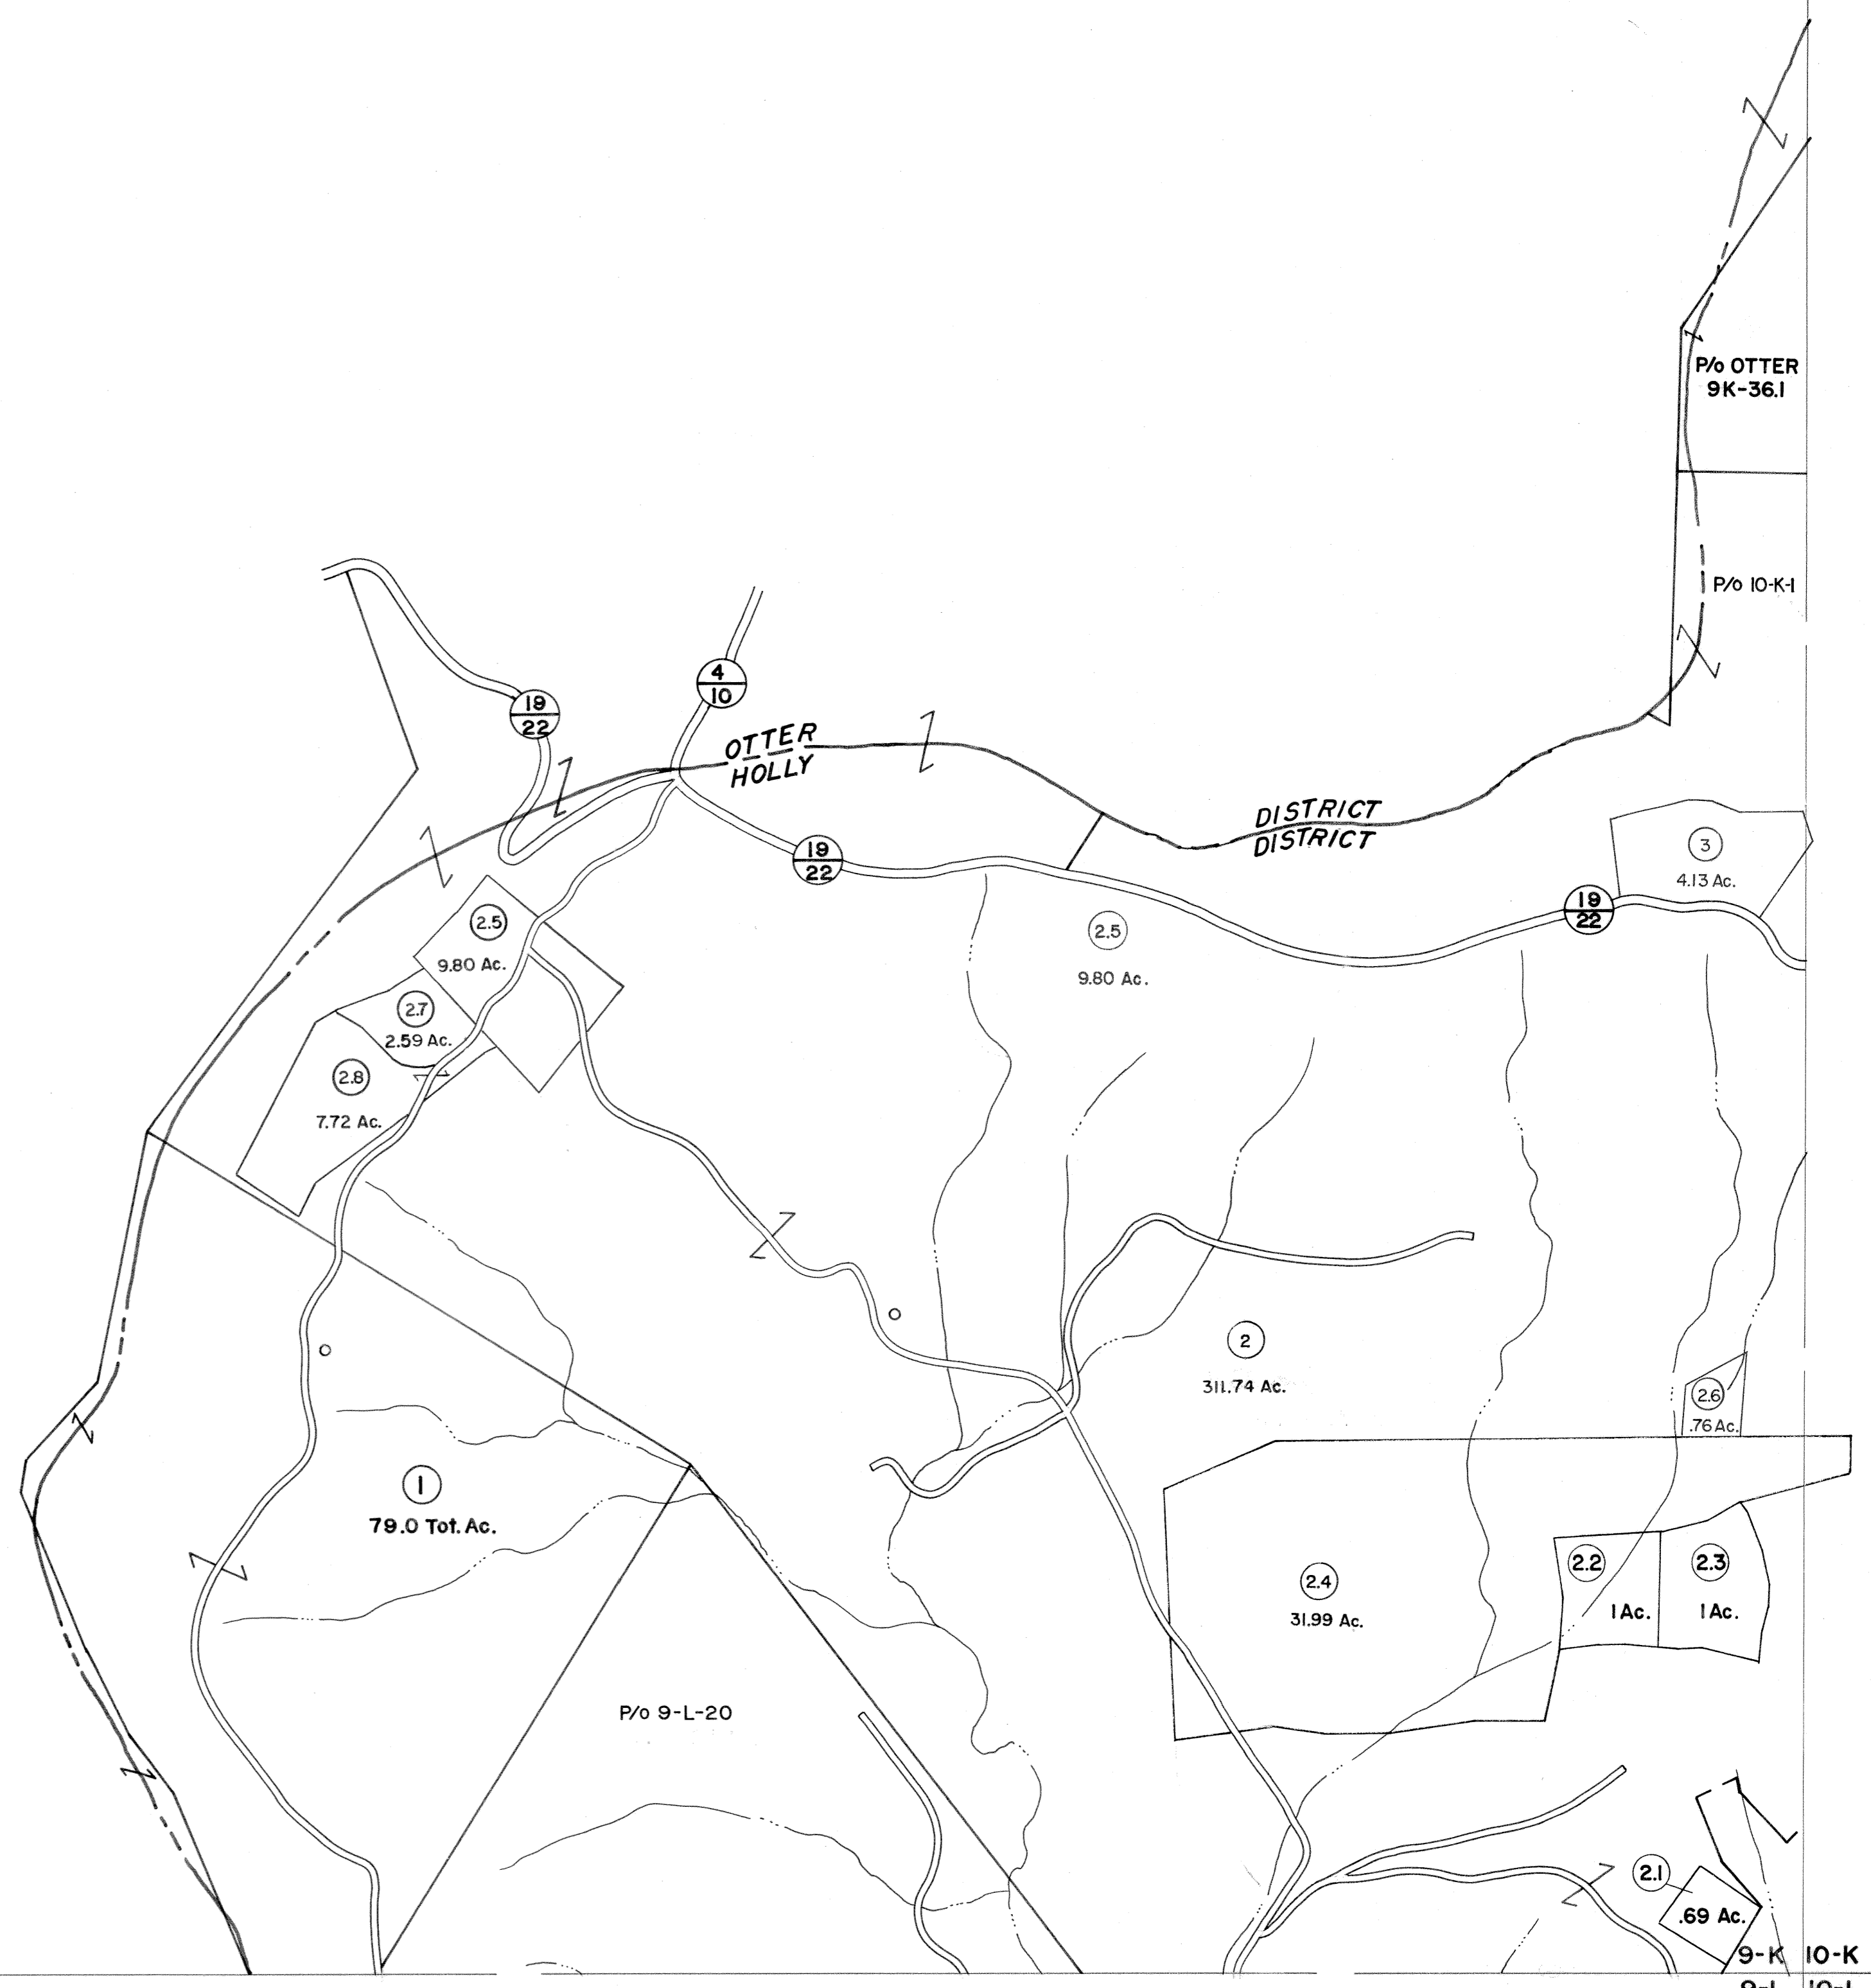 P/o OTTER
9K-36.1
P/o 10-K-1
4
10
19
22
OTTER
HOLLY
DISTRICT
DISTRICT
19
22
3
4.13 Ac.
19
22
2.5
9.80 Ac.
2.5
9.80 Ac.
2.7
2.59 Ac.
2.8
7.72 Ac.
2
311.74 Ac.
2.6
.76 Ac.
1
79.0 Tot. Ac.
2.4
31.99 Ac.
2.2
1 Ac.
2.3
1 Ac.
P/o 9-L-20
2.1
.69 Ac.
9-K 10-K
9-L 10-L